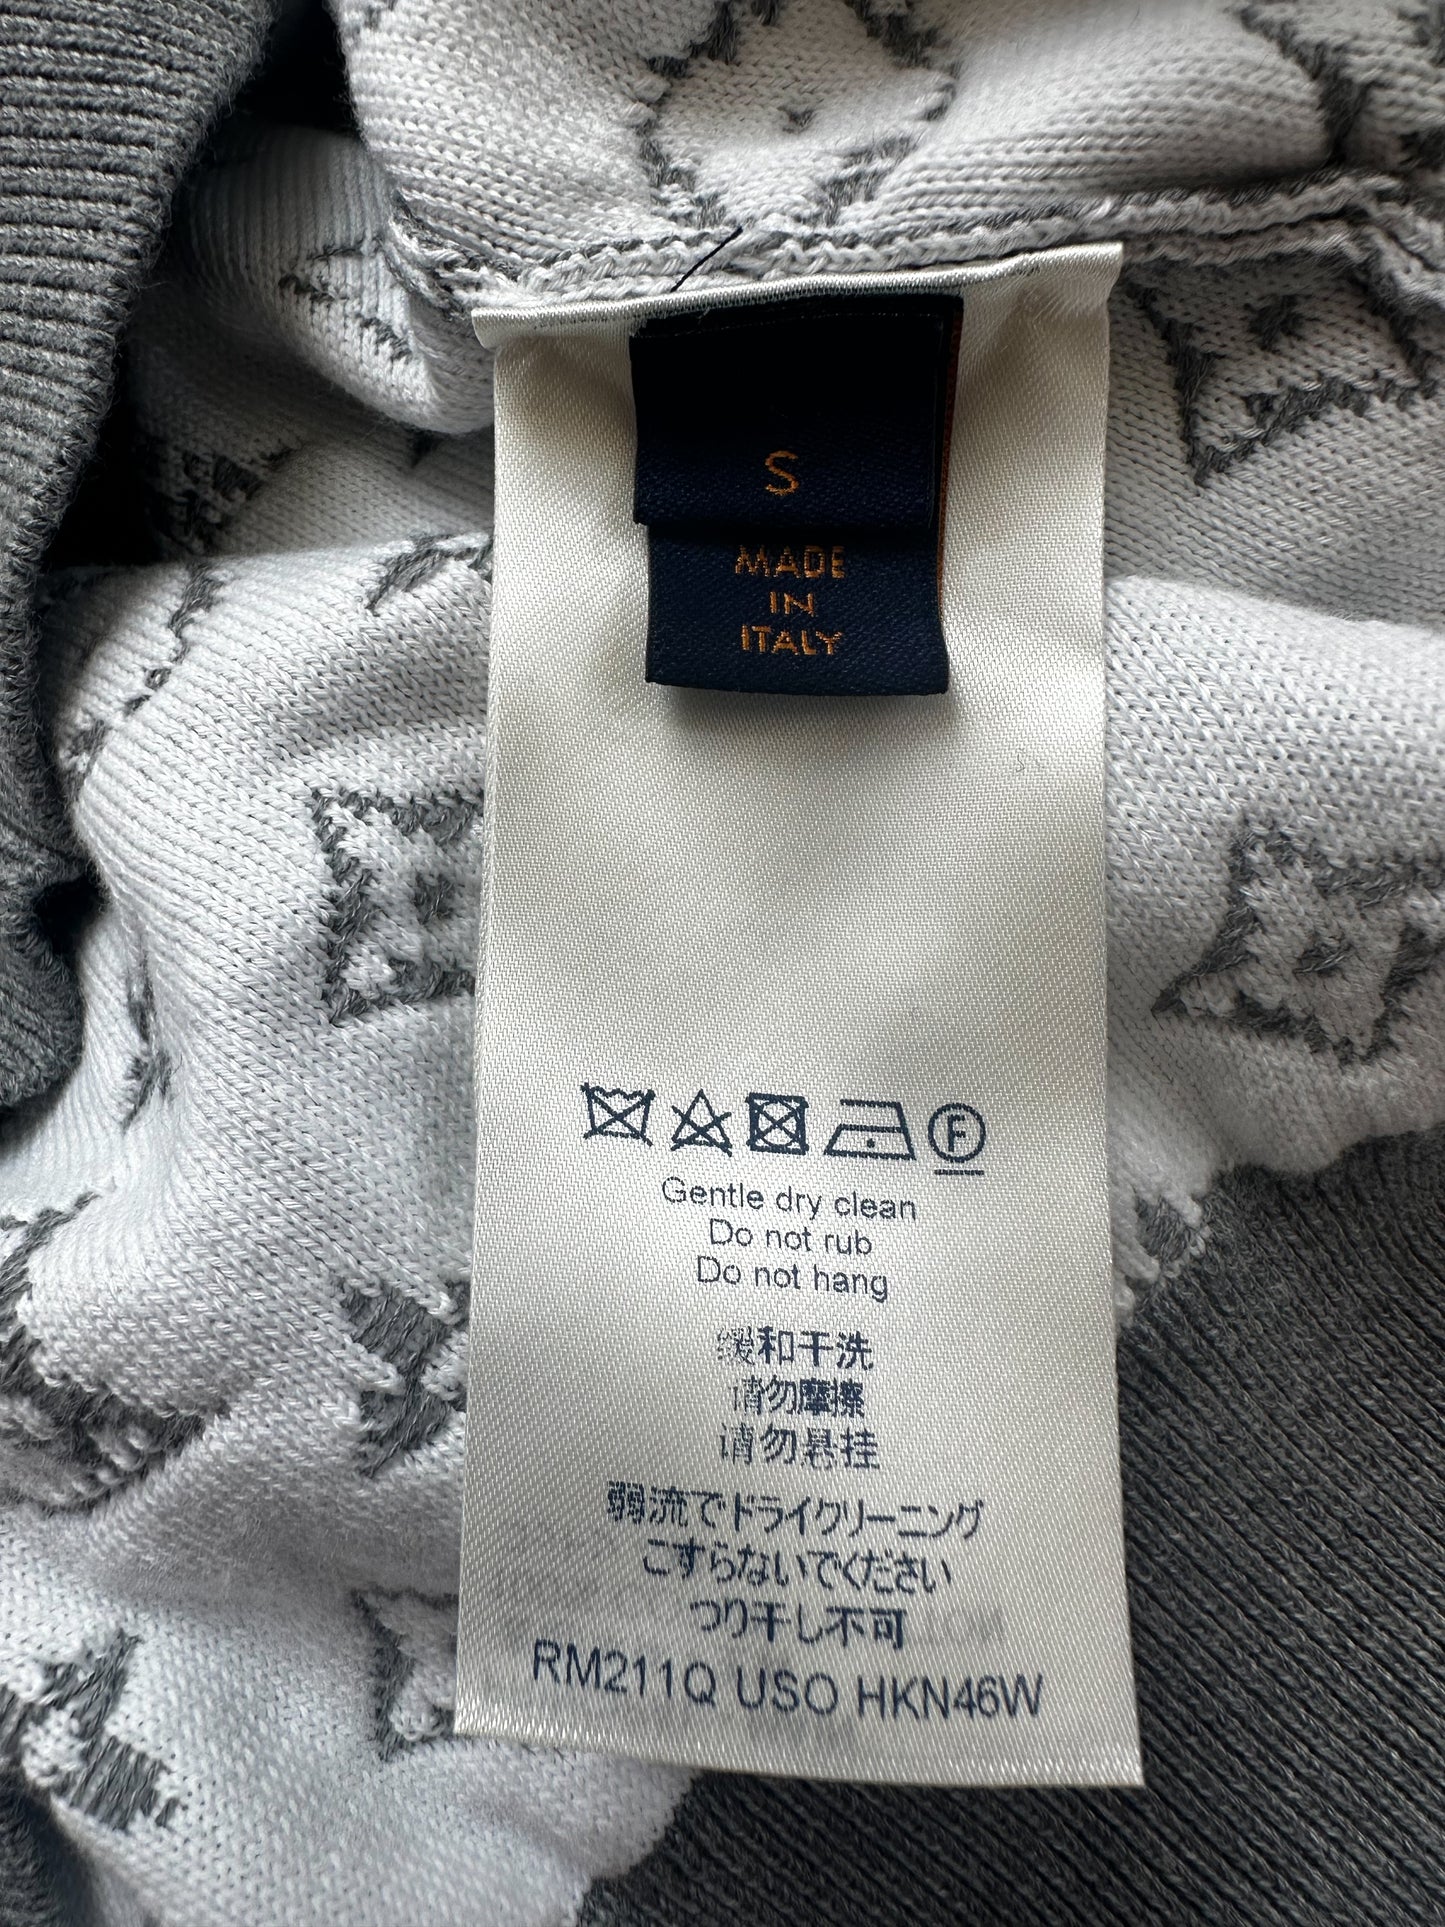 S
MADE
IN
ITALY
F
Gentle dry clean
Do not rub
Do not hang
缓和干洗
请勿摩擦
请勿悬挂
弱流でドライクリーニング
こすらないでください
つり干し不可
RM211Q USO HKN46W